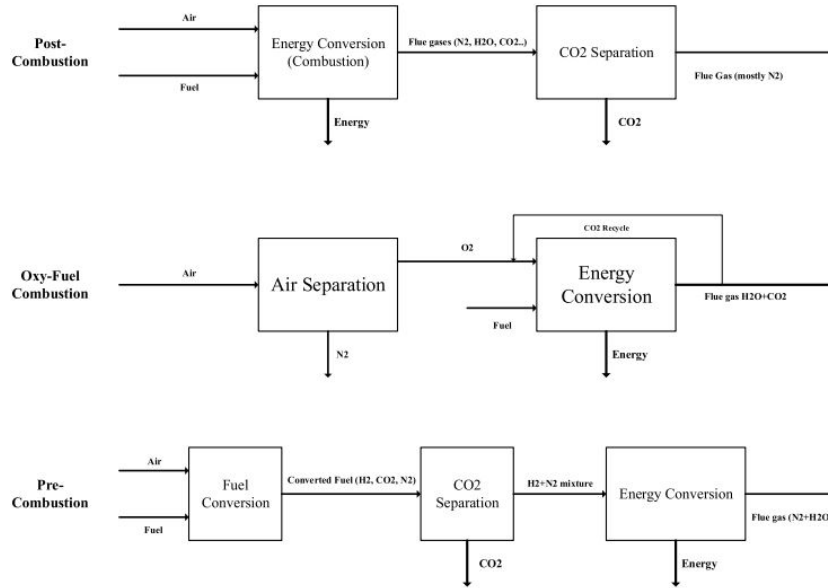 Air
Post-
Combustion
Energy Conversion
(Combustion)
Flue gases (N2, H2O, CO2..)
CO2 Separation
Flue Gas (mostly N2)
Fuel
Energy
CO2
CO2 Recycle
O2
Oxy-Fuel
Combustion
Air
Air Separation
Energy
Conversion
Flue gas H2O+CO2
Fuel
N2
Energy
Pre-
Combustion
Air
Fuel
Conversion
Converted Fuel (H2, CO2, N2)
CO2
Separation
H2+N2 mixture
Energy Conversion
Flue gas (N2+H2O
Fuel
CO2
Energy